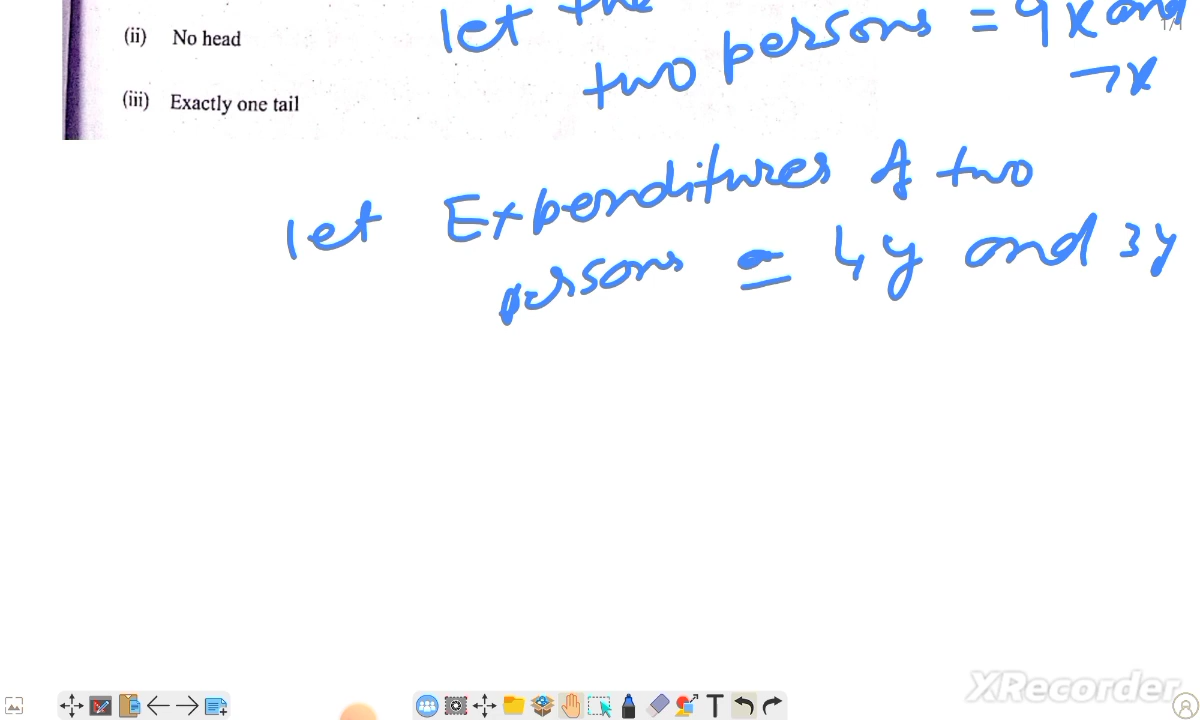 (ii) No head
(iii) Exactly one tail
let the
two persons = 9x and
7x
let Expenditures of two
persons = 4y and 3y
XRecorder